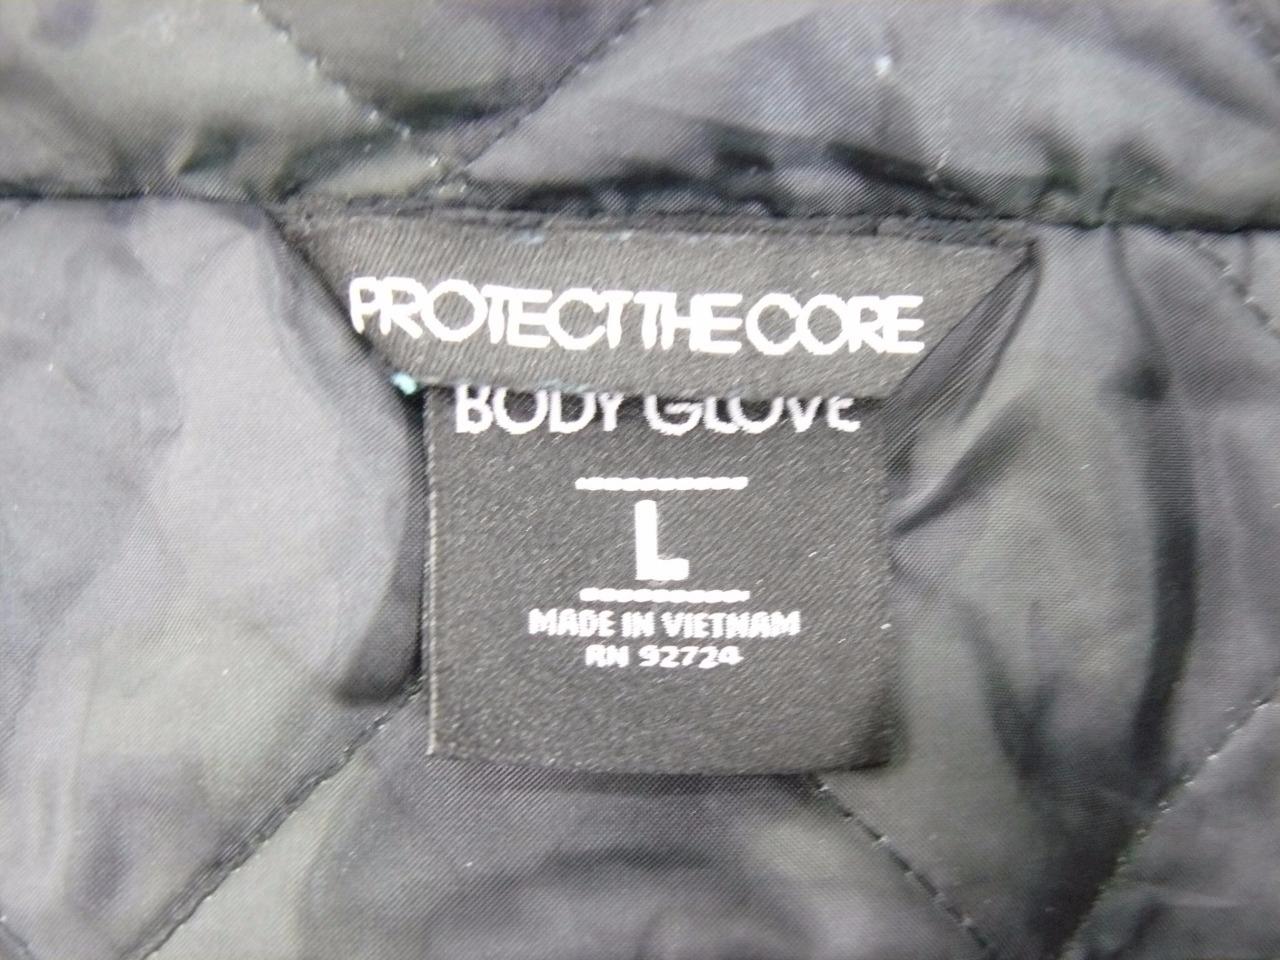 PROTECT THE CORE
BODY GLOVE
L
MADE IN VIETNAM
RN 92724